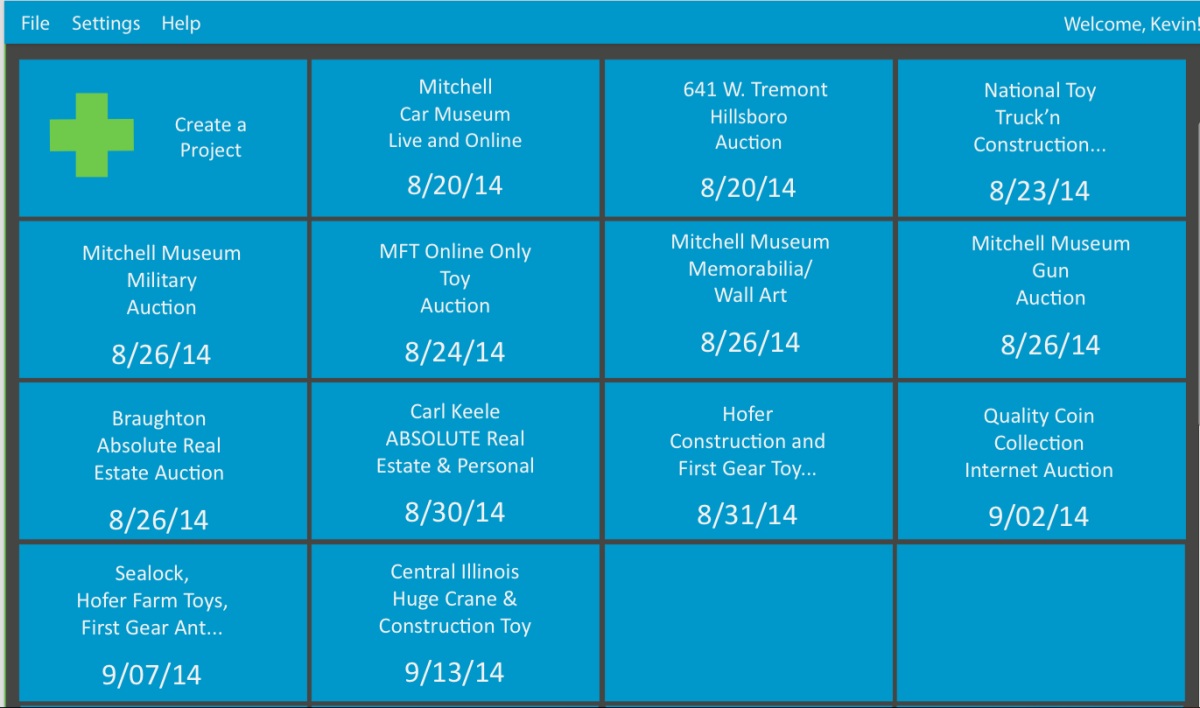 File Settings Help
Welcome, Kevin!
Create a
Project
Mitchell
Car Museum
Live and Online
8/20/14
641 W. Tremont
Hillsboro
Auction
8/20/14
National Toy
Truck’n
Construction...
8/23/14
Mitchell Museum
Military
Auction
8/26/14
MFT Online Only
Toy
Auction
8/24/14
Mitchell Museum
Memorabilia/
Wall Art
8/26/14
Mitchell Museum
Gun
Auction
8/26/14
Braughton
Absolute Real
Estate Auction
8/26/14
Carl Keele
ABSOLUTE Real
Estate & Personal
8/30/14
Hofer
Construction and
First Gear Toy...
8/31/14
Quality Coin
Collection
Internet Auction
9/02/14
Sealock,
Hofer Farm Toys,
First Gear Ant...
9/07/14
Central Illinois
Huge Crane &
Construction Toy
9/13/14